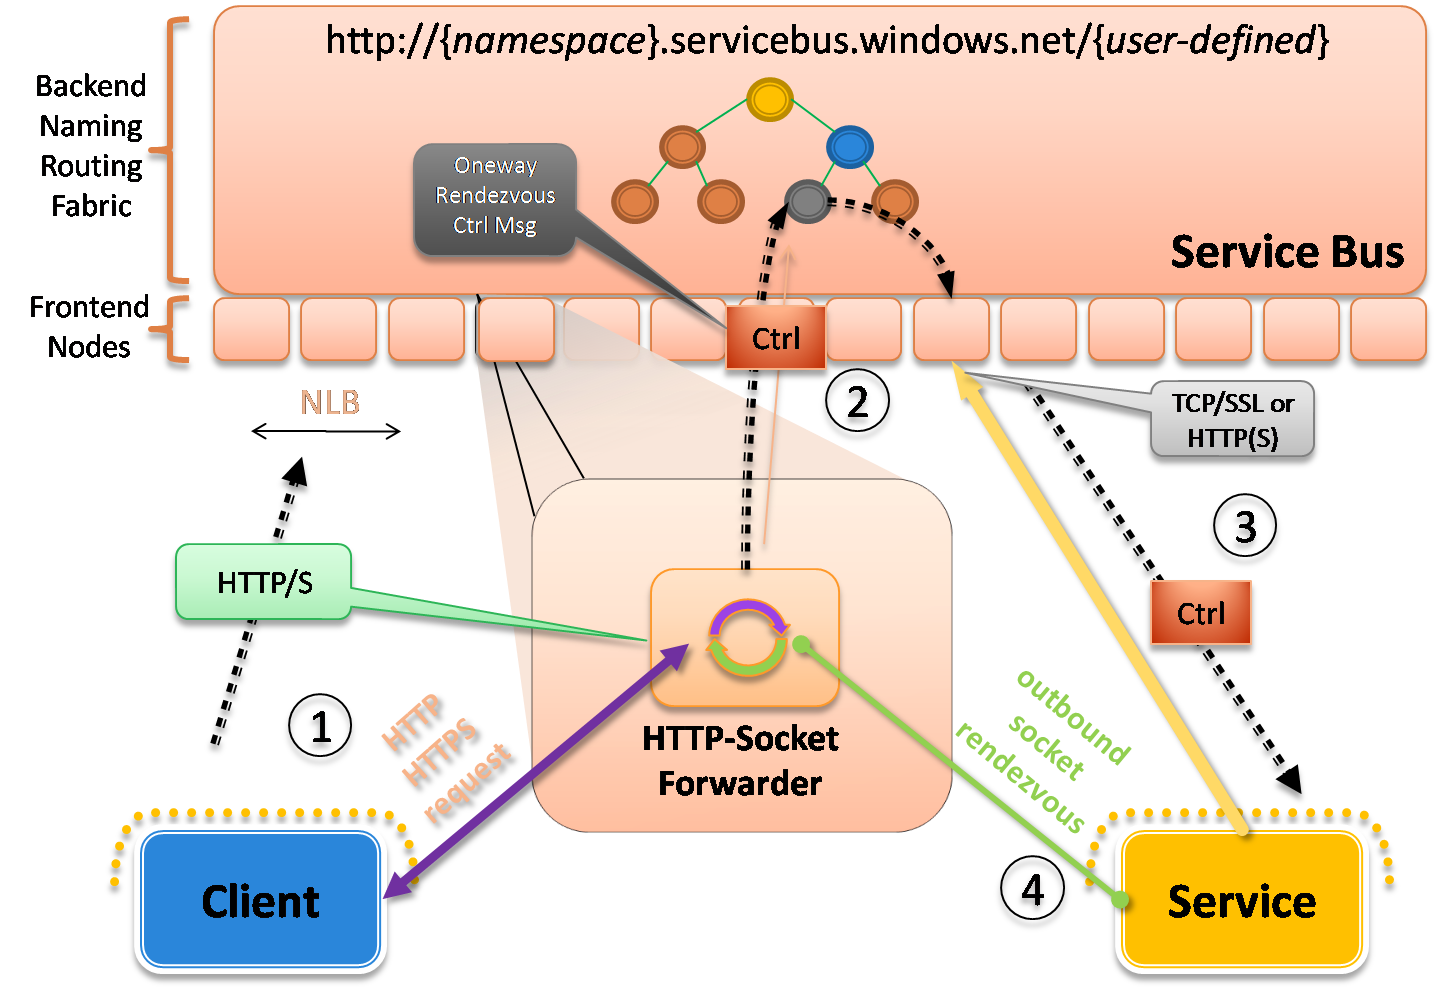 http://{namespace}.servicebus.windows.net/{user-defined}
Backend
Naming
Routing
Fabric
Oneway
Rendezvous
Ctrl Msg
Service Bus
Frontend
Nodes
Ctrl
NLB
2
TCP/SSL or
HTTP(S)
3
HTTP/S
Ctrl
1
HTTP
HTTPS
request
HTTP-Socket
Forwarder
outbound
socket
rendezvous
4
Client
Service